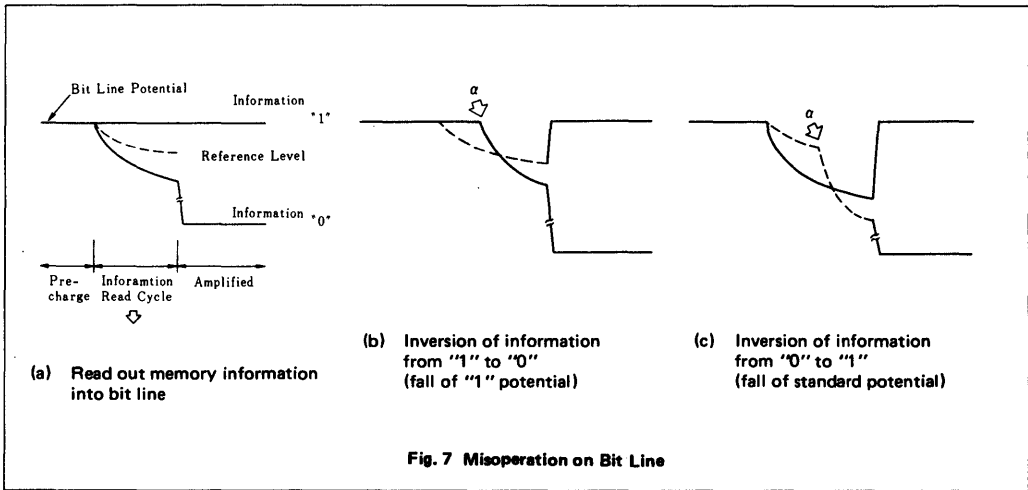 Bit Line Potential
Information "1"
Reference Level
Information "0"
Pre-
charge
Inforamtion
Read Cycle
Amplified
(a) Read out memory information
into bit line
α
(b) Inversion of information
from "1" to "0"
(fall of "1" potential)
α
(c) Inversion of information
from "0" to "1"
(fall of standard potential)
Fig. 7 Misoperation on Bit Line